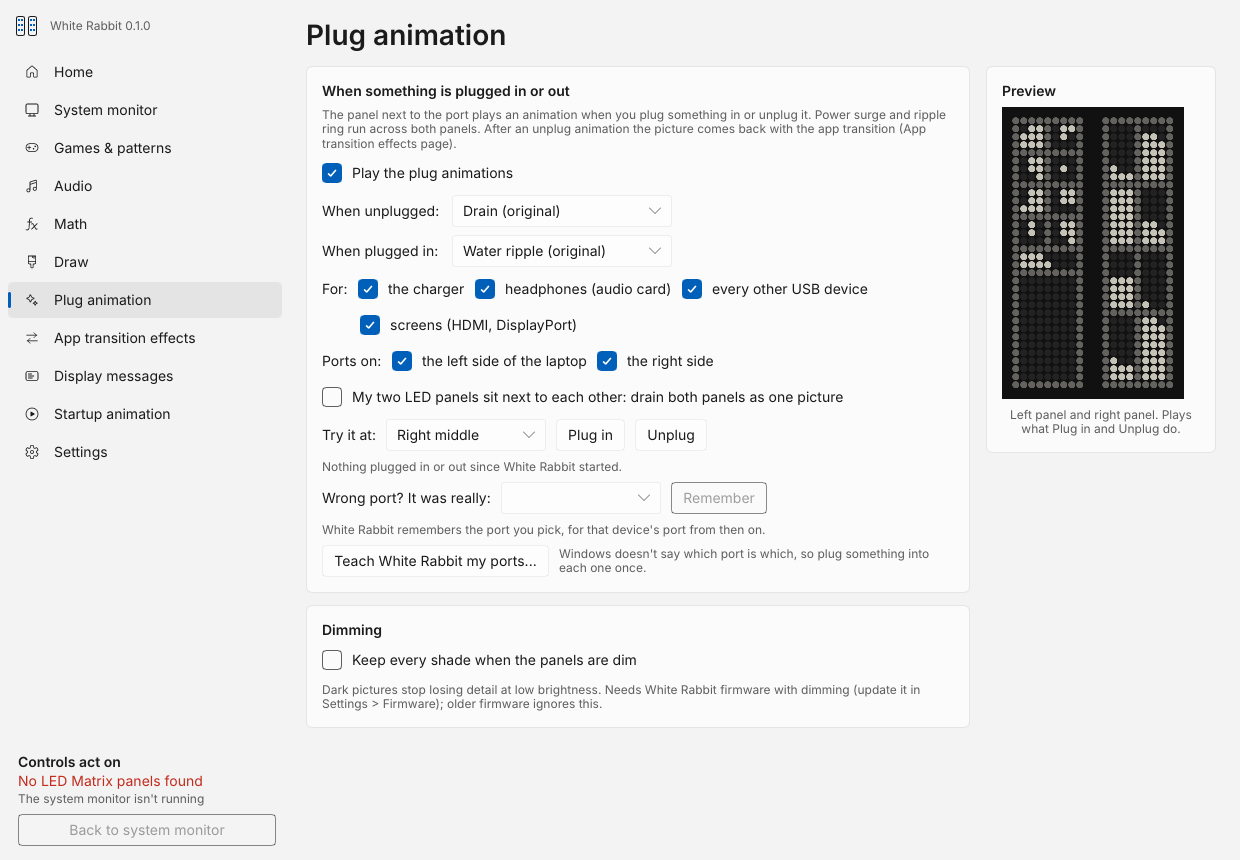 White Rabbit 0.1.0
Home
System monitor
Games & patterns
Audio
Math
Draw
Plug animation
App transition effects
Display messages
Startup animation
Settings
Controls act on
No LED Matrix panels found
The system monitor isn't running
Back to system monitor
Plug animation
When something is plugged in or out
The panel next to the port plays an animation when you plug something in or unplug it. Power surge and ripple
ring run across both panels. After an unplug animation the picture comes back with the app transition (App
transition effects page).
Play the plug animations
When unplugged: Drain (original)
When plugged in: Water ripple (original)
For: the charger headphones (audio card) every other USB device
screens (HDMI, DisplayPort)
Ports on: the left side of the laptop the right side
My two LED panels sit next to each other: drain both panels as one picture
Try it at: Right middle Plug in Unplug
Nothing plugged in or out since White Rabbit started.
Wrong port? It was really: Remember
White Rabbit remembers the port you pick, for that device's port from then on.
Teach White Rabbit my ports...
Windows doesn't say which port is which, so plug something into
each one once.
Dimming
Keep every shade when the panels are dim
Dark pictures stop losing detail at low brightness. Needs White Rabbit firmware with dimming (update it in
Settings > Firmware); older firmware ignores this.
Preview
Left panel and right panel. Plays
what Plug in and Unplug do.